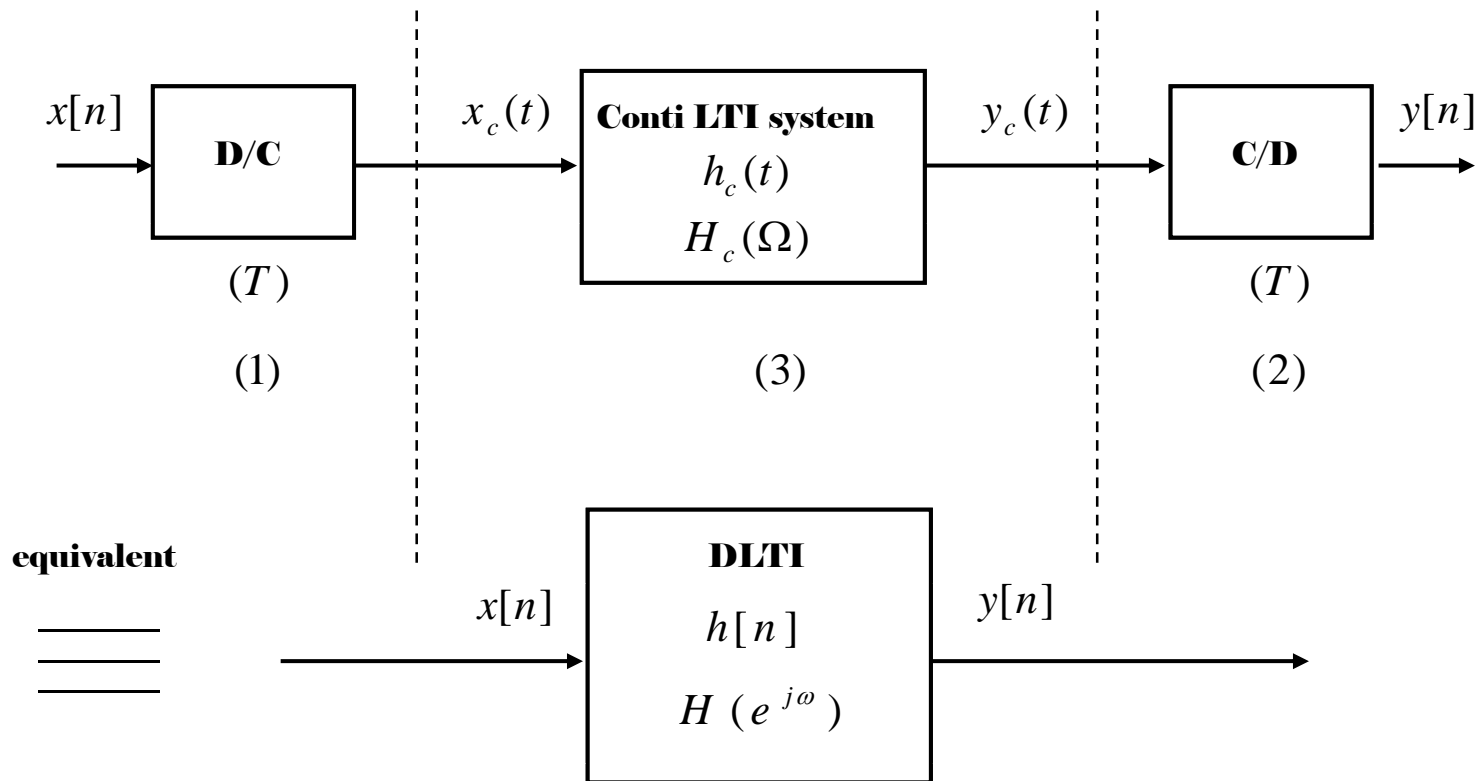 x[n]
D/C
(T)
(1)
x_c(t)
Conti LTI system
h_c(t)
H_c(Ω)
(3)
y_c(t)
C/D
y[n]
(T)
(2)
equivalent
x[n]
DLTI
h[n]
H(e^{jω})
y[n]